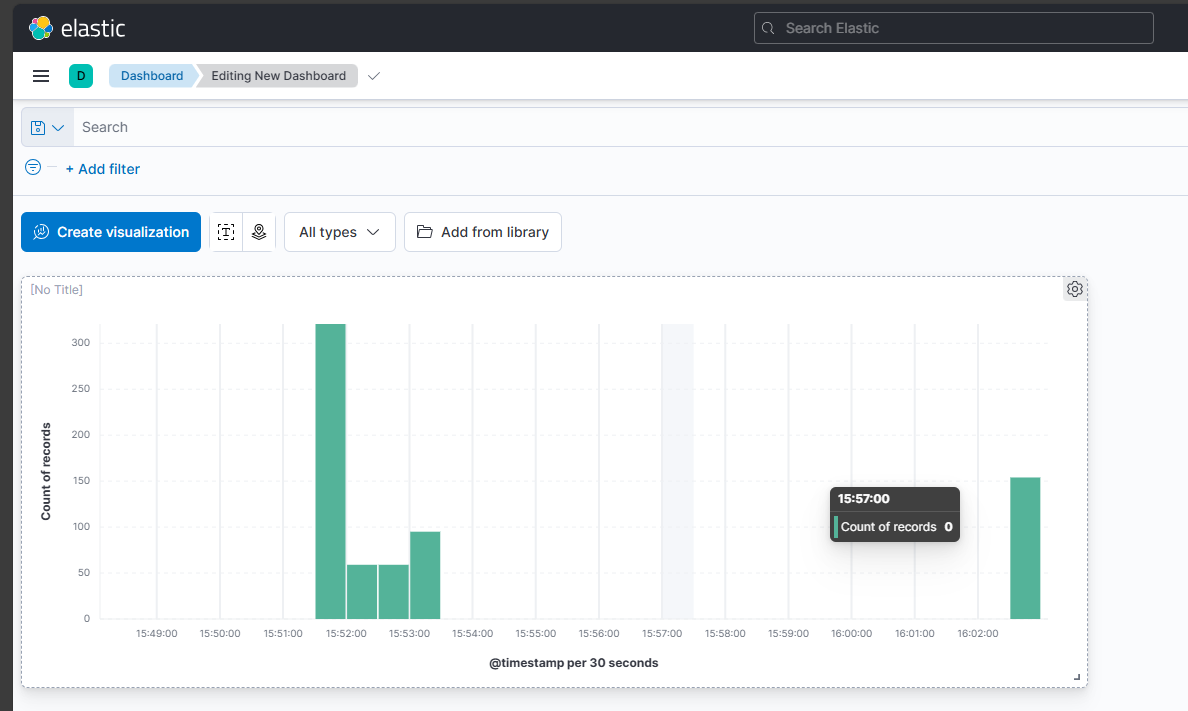 elastic
Search Elastic
D
Dashboard
Editing New Dashboard
Search
+ Add filter
Create visualization
All types
Add from library
[No Title]
300
250
200
150
100
50
0
Count of records
15:57:00
Count of records 0
15:49:00 15:50:00 15:51:00 15:52:00 15:53:00 15:54:00 15:55:00 15:56:00 15:57:00 15:58:00 15:59:00 16:00:00 16:01:00 16:02:00
@timestamp per 30 seconds